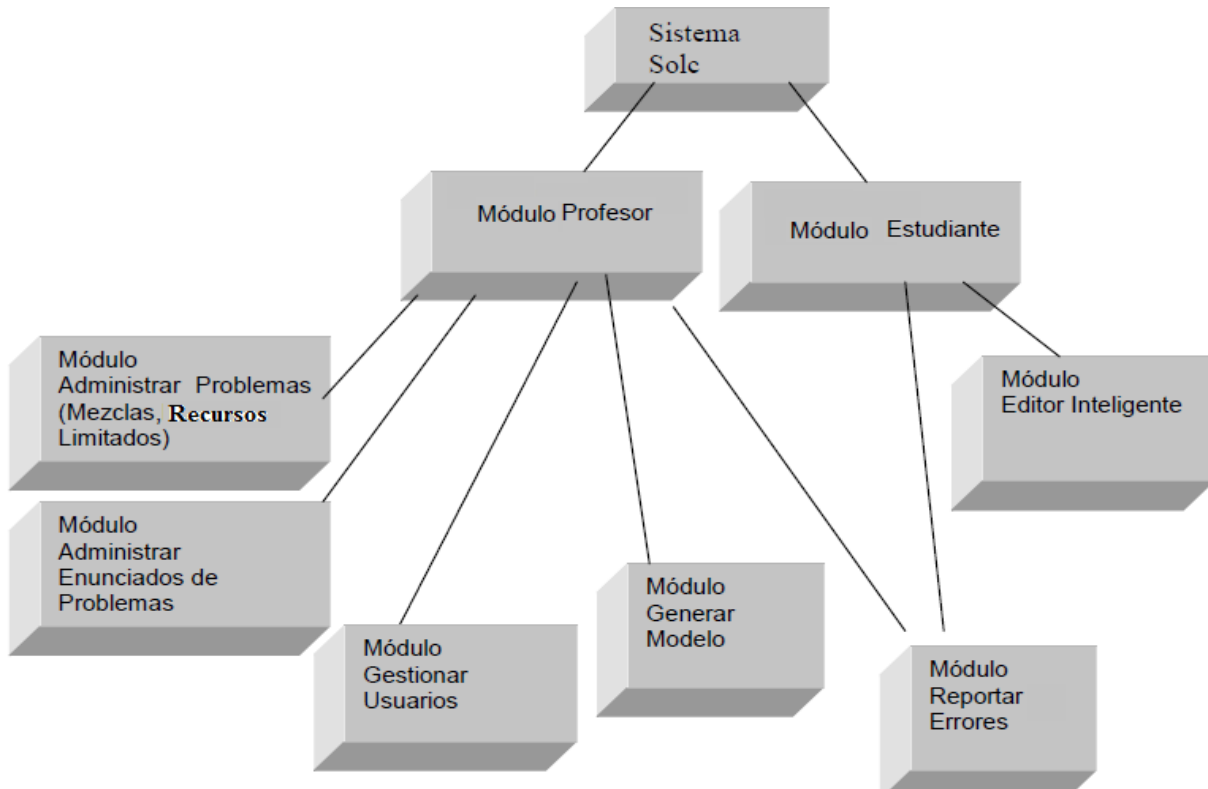 Sistema
Solc
Módulo Profesor
Módulo Estudiante
Módulo
Administrar Problemas
(Mezclas, Recursos
Limitados)
Módulo
Editor Inteligente
Módulo
Administrar
Enunciados de
Problemas
Módulo
Gestionar
Usuarios
Módulo
Generar
Modelo
Módulo
Reportar
Errores